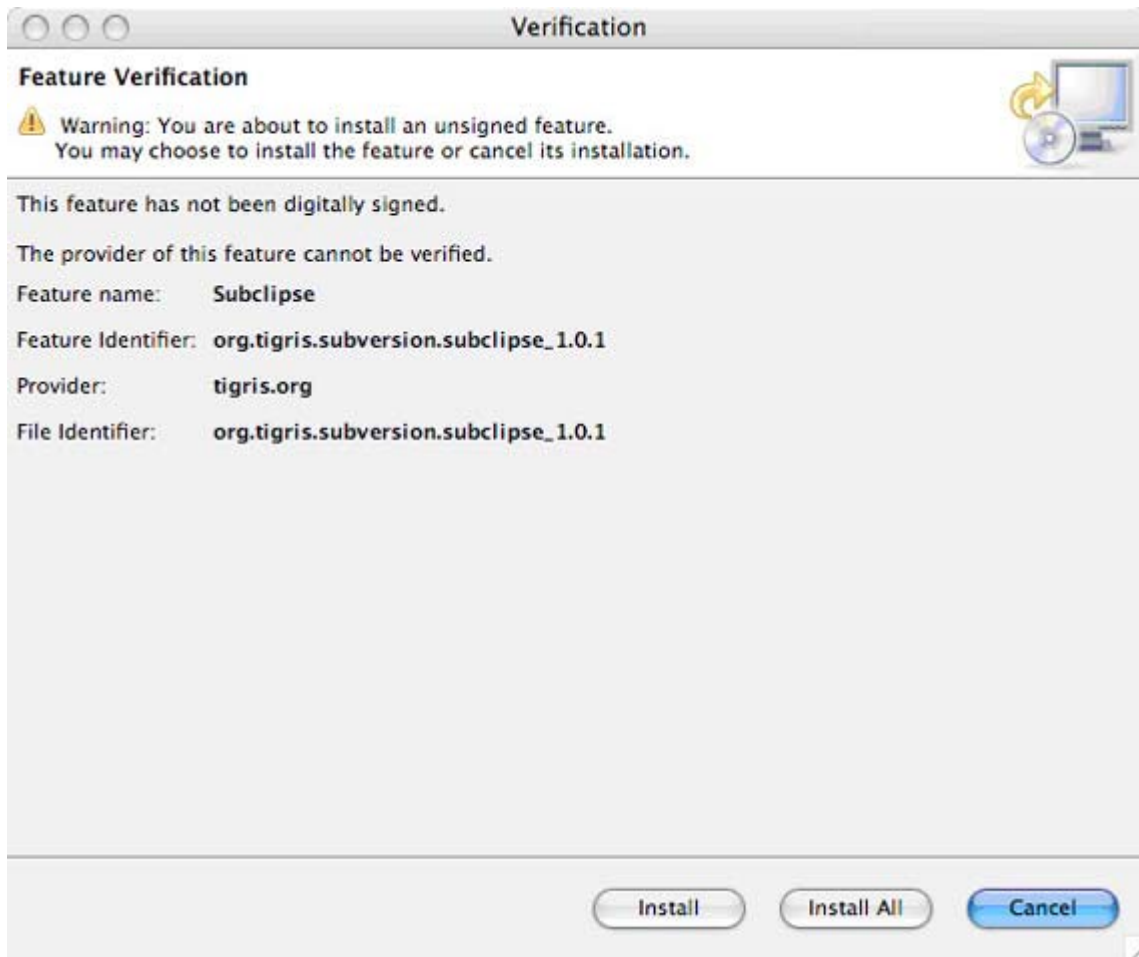 Verification
Feature Verification
Warning: You are about to install an unsigned feature.
You may choose to install the feature or cancel its installation.
This feature has not been digitally signed.
The provider of this feature cannot be verified.
Feature name: Subclipse
Feature Identifier: org.tigris.subversion.subclipse_1.0.1
Provider: tigris.org
File Identifier: org.tigris.subversion.subclipse_1.0.1
Install Install All Cancel